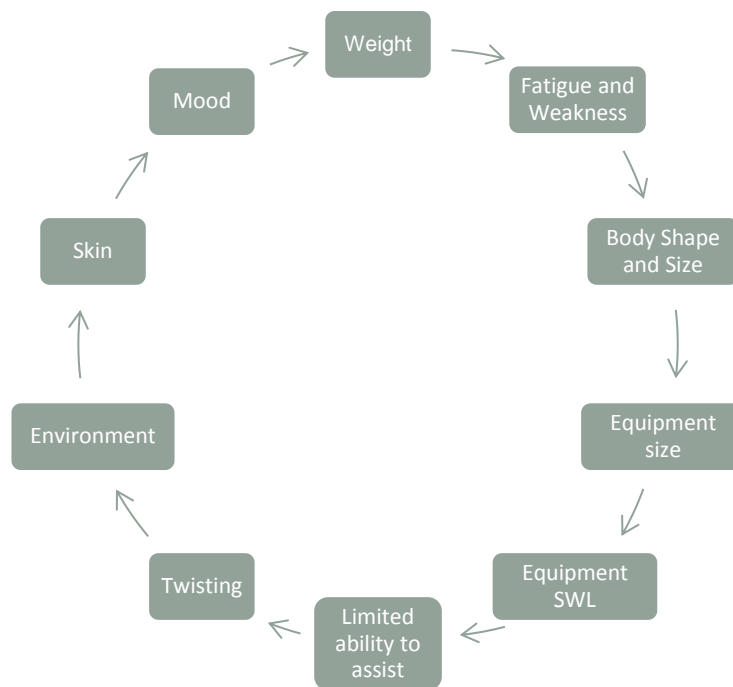 Weight
Fatigue and
Weakness
Body Shape
and Size
Equipment
size
Equipment
SWL
Limited
ability to
assist
Twisting
Environment
Skin
Mood